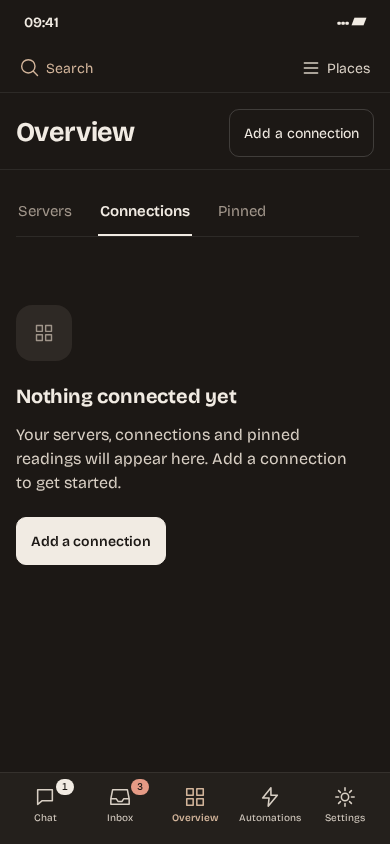 09:41
Search
Places
Overview
Add a connection
Servers
Connections
Pinned
Nothing connected yet
Your servers, connections and pinned
readings will appear here. Add a connection
to get started.
Add a connection
1
3
Chat
Inbox
Overview
Automations
Settings